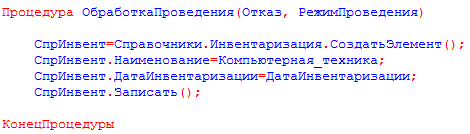 Процедура ОбработкаПроведения(Отказ, РежимПроведения)
СпрИнвент=Справочники.Инвентаризация.СоздатьЭлемент();
СпрИнвент.Наименование=Компьютерная_техника;
СпрИнвент.ДатаИнвентаризации=ДатаИнвентаризации;
СпрИнвент.Записать();
КонецПроцедуры